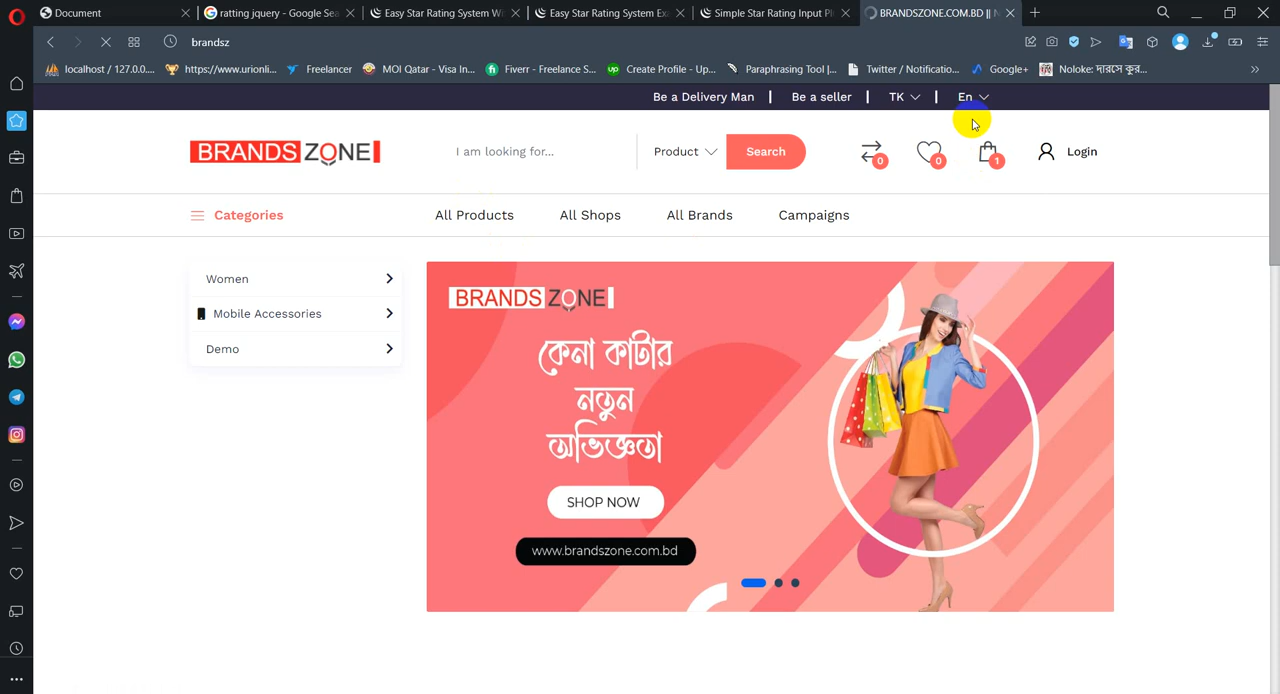 Document
ratting jquery - Google Sea
Easy Star Rating System Wi
Easy Star Rating System Ex
Simple Star Rating Input Pl
BRANDSZONE.COM.BD || N
brandsz
localhost / 127.0.0....
https://www.urionli...
Freelancer
MOI Qatar - Visa In...
Fiverr - Freelance S...
Create Profile - Up...
Paraphrasing Tool |...
Twitter / Notificatio...
Google+
Noloke: দারসে কুর...
Be a Delivery Man | Be a seller | TK | En
BRANDS ZONE
I am looking for...
Product
Search
0
0
1
Login
Categories
All Products
All Shops
All Brands
Campaigns
Women
Mobile Accessories
Demo
BRANDS ZONE
কেনা কাটার
নতুন
অভিজ্ঞতা
SHOP NOW
www.brandszone.com.bd